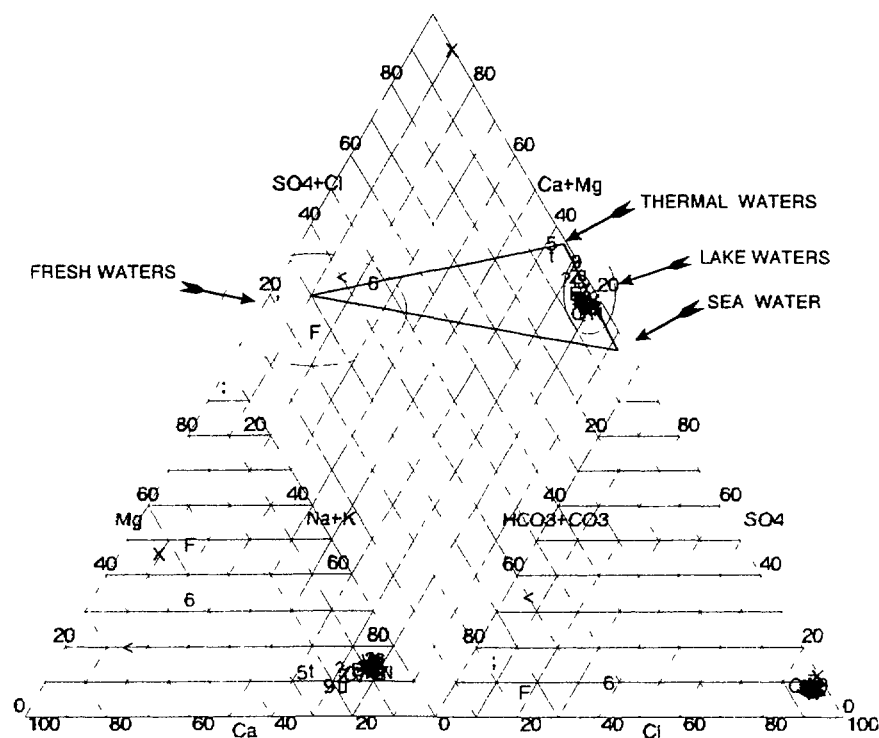 80 X 80
60 60
SO4+Cl Ca+Mg
THERMAL WATERS
40 40
5
t 9
LAKE WATERS
FRESH WATERS
20 < 6 20
SEA WATER
F
80 20 20 80
60 40 40 60
Mg Na+K HCO3+CO3 SO4
X F
40 60 60 40
6 <
20 < 80 80 20
5t
9
F 6
X
0 0
100 80 60 40 20 0 20 40 60 80 100
Ca Cl